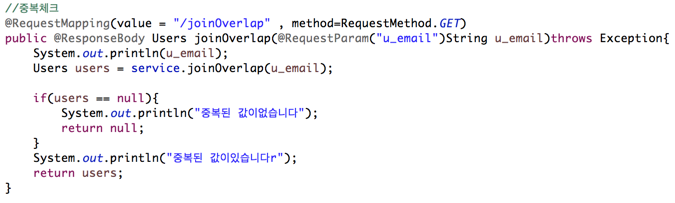 //중복체크
@RequestMapping(value = "/joinOverlap" , method=RequestMethod.GET)
public @ResponseBody Users joinOverlap(@RequestParam("u_email")String u_email)throws Exception{
    System.out.println(u_email);
    Users users = service.joinOverlap(u_email);

    if(users == null){
        System.out.println("중복된 값이없습니다");
        return null;
    }
    System.out.println("중복된 값이있습니다r");
    return users;
}